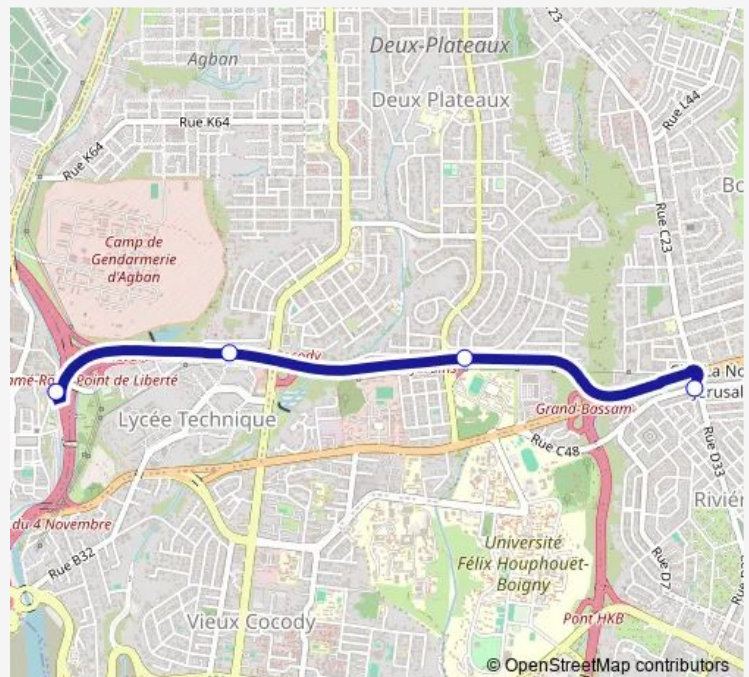 Agban
Deux-Plateaux
Deux Plateaux
Rue K64
Rue K64
Rue L44
Rue C23
Camp de
Gendarmerie
d'Agban
Point de Liberté
Lycée Technique
Grand-Bassam
Rue C48
Rue D33
du 4 Novembre
Rue B32
Université
Félix Houphouët-
Boigny
Rue D7
Pont HKB
Vieux Cocody
© OpenStreetMap contributors